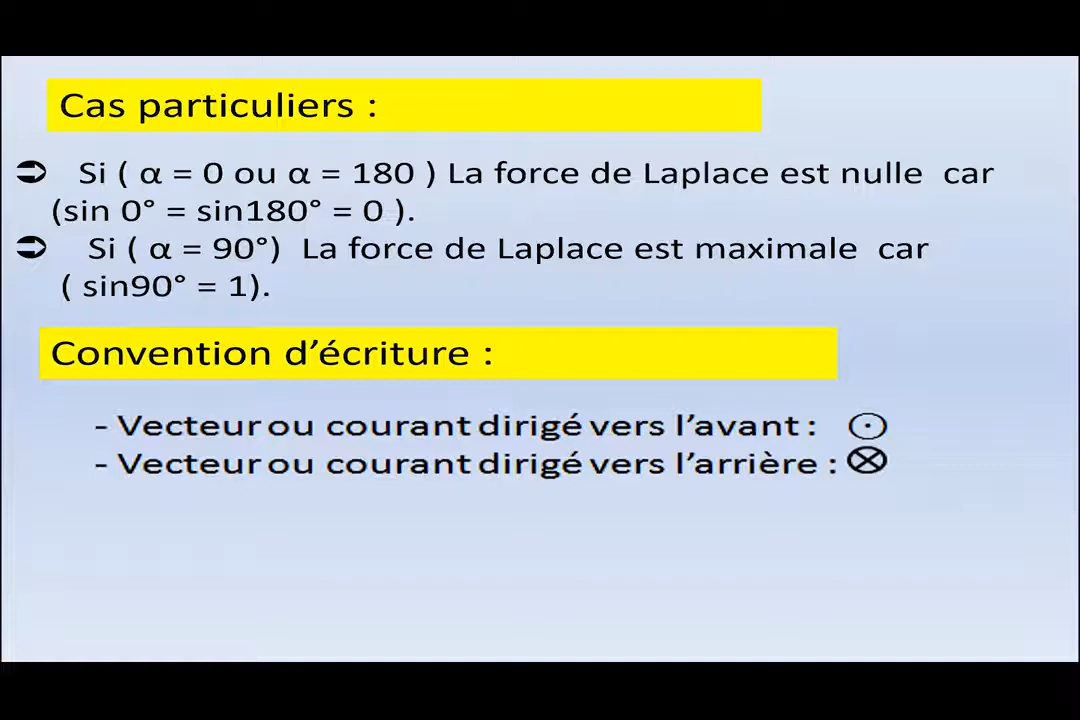 Cas particuliers :
➲ Si ( α = 0 ou α = 180 ) La force de Laplace est nulle car
(sin 0° = sin180° = 0 ).
➲ Si ( α = 90°) La force de Laplace est maximale car
( sin90° = 1).
Convention d’écriture :
- Vecteur ou courant dirigé vers l’avant : ⊙
- Vecteur ou courant dirigé vers l’arrière : ⊗